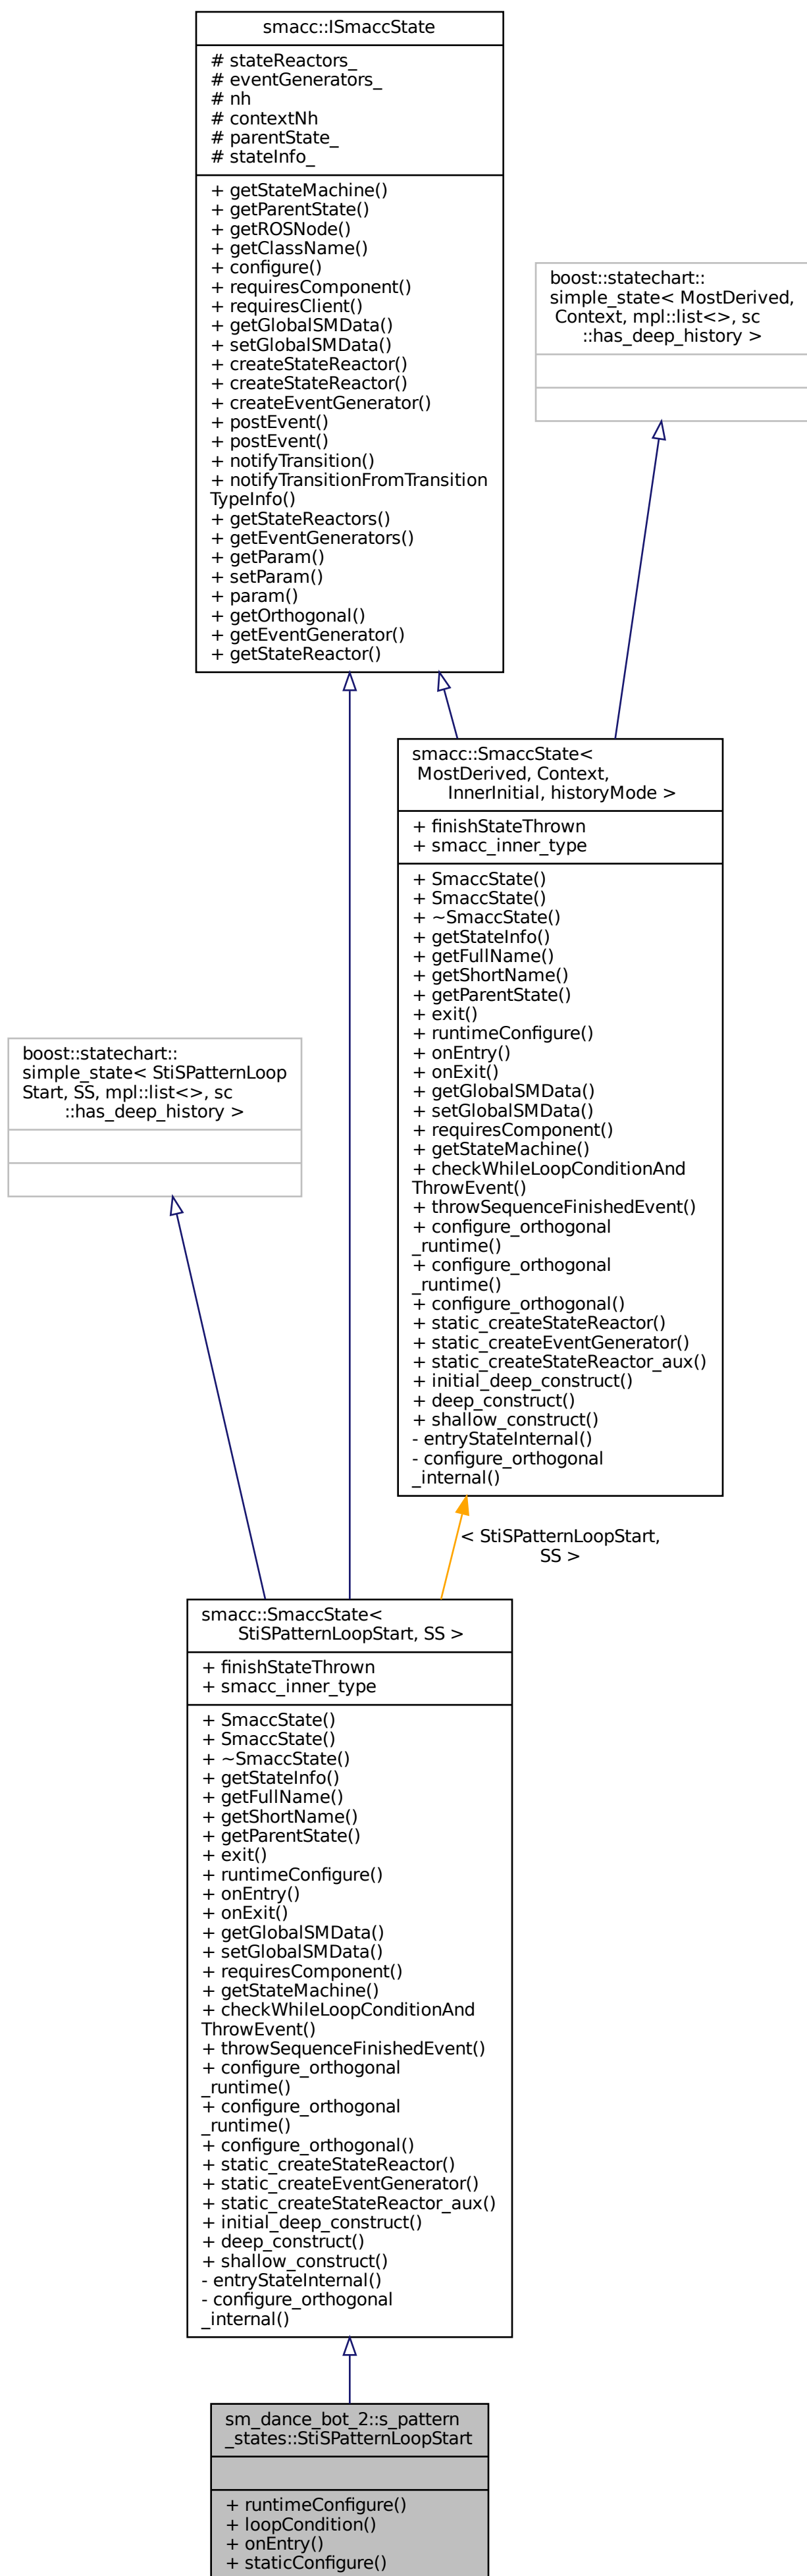 smacc::ISmaccState
# stateReactors_
# eventGenerators_
# nh
# contextNh
# parentState_
# stateInfo_
+ getStateMachine()
+ getParentState()
+ getROSNode()
+ getClassName()
+ configure()
+ requiresComponent()
+ requiresClient()
+ getGlobalSMData()
+ setGlobalSMData()
+ createStateReactor()
+ createStateReactor()
+ createEventGenerator()
+ postEvent()
+ postEvent()
+ notifyTransition()
+ notifyTransitionFromTransition
TypeInfo()
+ getStateReactors()
+ getEventGenerators()
+ getParam()
+ setParam()
+ param()
+ getOrthogonal()
+ getEventGenerator()
+ getStateReactor()
boost::statechart::
simple_state< MostDerived,
Context, mpl::list<>, sc
::has_deep_history >
smacc::SmaccState<
MostDerived, Context,
InnerInitial, historyMode >
+ finishStateThrown
+ smacc_inner_type
+ SmaccState()
+ SmaccState()
+ ~SmaccState()
+ getStateInfo()
+ getFullName()
+ getShortName()
+ getParentState()
+ exit()
+ runtimeConfigure()
+ onEntry()
+ onExit()
+ getGlobalSMData()
+ setGlobalSMData()
+ requiresComponent()
+ getStateMachine()
+ checkWhileLoopConditionAnd
ThrowEvent()
+ throwSequenceFinishedEvent()
+ configure_orthogonal
_runtime()
+ configure_orthogonal
_runtime()
+ configure_orthogonal()
+ static_createStateReactor()
+ static_createEventGenerator()
+ static_createStateReactor_aux()
+ initial_deep_construct()
+ deep_construct()
+ shallow_construct()
- entryStateInternal()
- configure_orthogonal
_internal()
boost::statechart::
simple_state< StiSPatternLoop
Start, SS, mpl::list<>, sc
::has_deep_history >
< StiSPatternLoopStart,
SS >
smacc::SmaccState<
StiSPatternLoopStart, SS >
+ finishStateThrown
+ smacc_inner_type
+ SmaccState()
+ SmaccState()
+ ~SmaccState()
+ getStateInfo()
+ getFullName()
+ getShortName()
+ getParentState()
+ exit()
+ runtimeConfigure()
+ onEntry()
+ onExit()
+ getGlobalSMData()
+ setGlobalSMData()
+ requiresComponent()
+ getStateMachine()
+ checkWhileLoopConditionAnd
ThrowEvent()
+ throwSequenceFinishedEvent()
+ configure_orthogonal
_runtime()
+ configure_orthogonal
_runtime()
+ configure_orthogonal()
+ static_createStateReactor()
+ static_createEventGenerator()
+ static_createStateReactor_aux()
+ initial_deep_construct()
+ deep_construct()
+ shallow_construct()
- entryStateInternal()
- configure_orthogonal
_internal()
sm_dance_bot_2::s_pattern
_states::StiSPatternLoopStart
+ runtimeConfigure()
+ loopCondition()
+ onEntry()
+ staticConfigure()